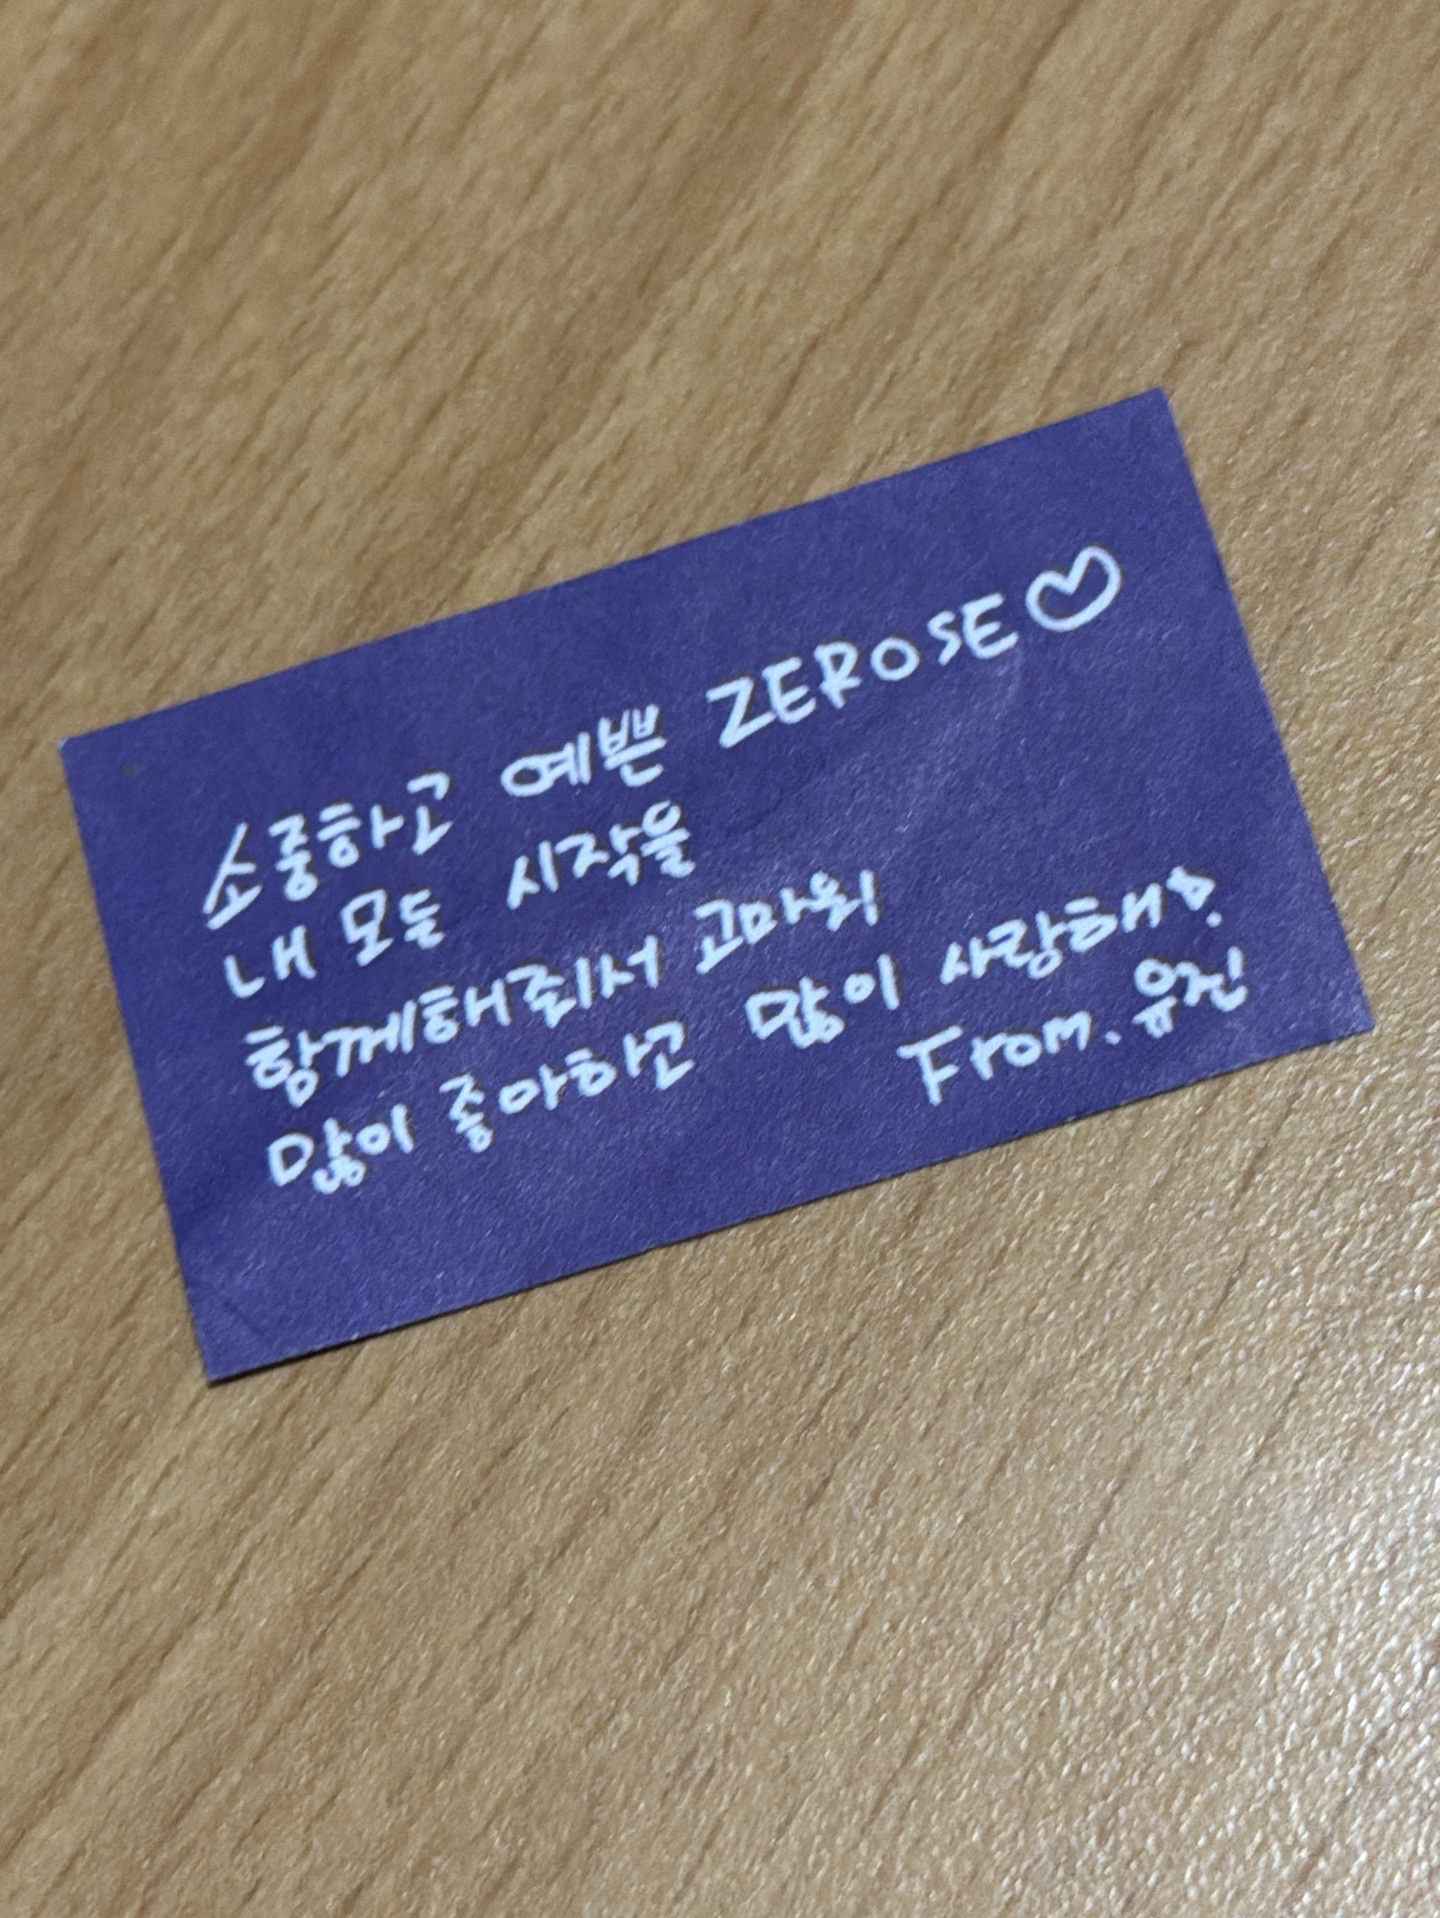 소중하고 예쁜 ZEROSE♡
내 모든 시작을
함께해줘서 고마워
많이 좋아하고 많이 사랑해!
From. 유진